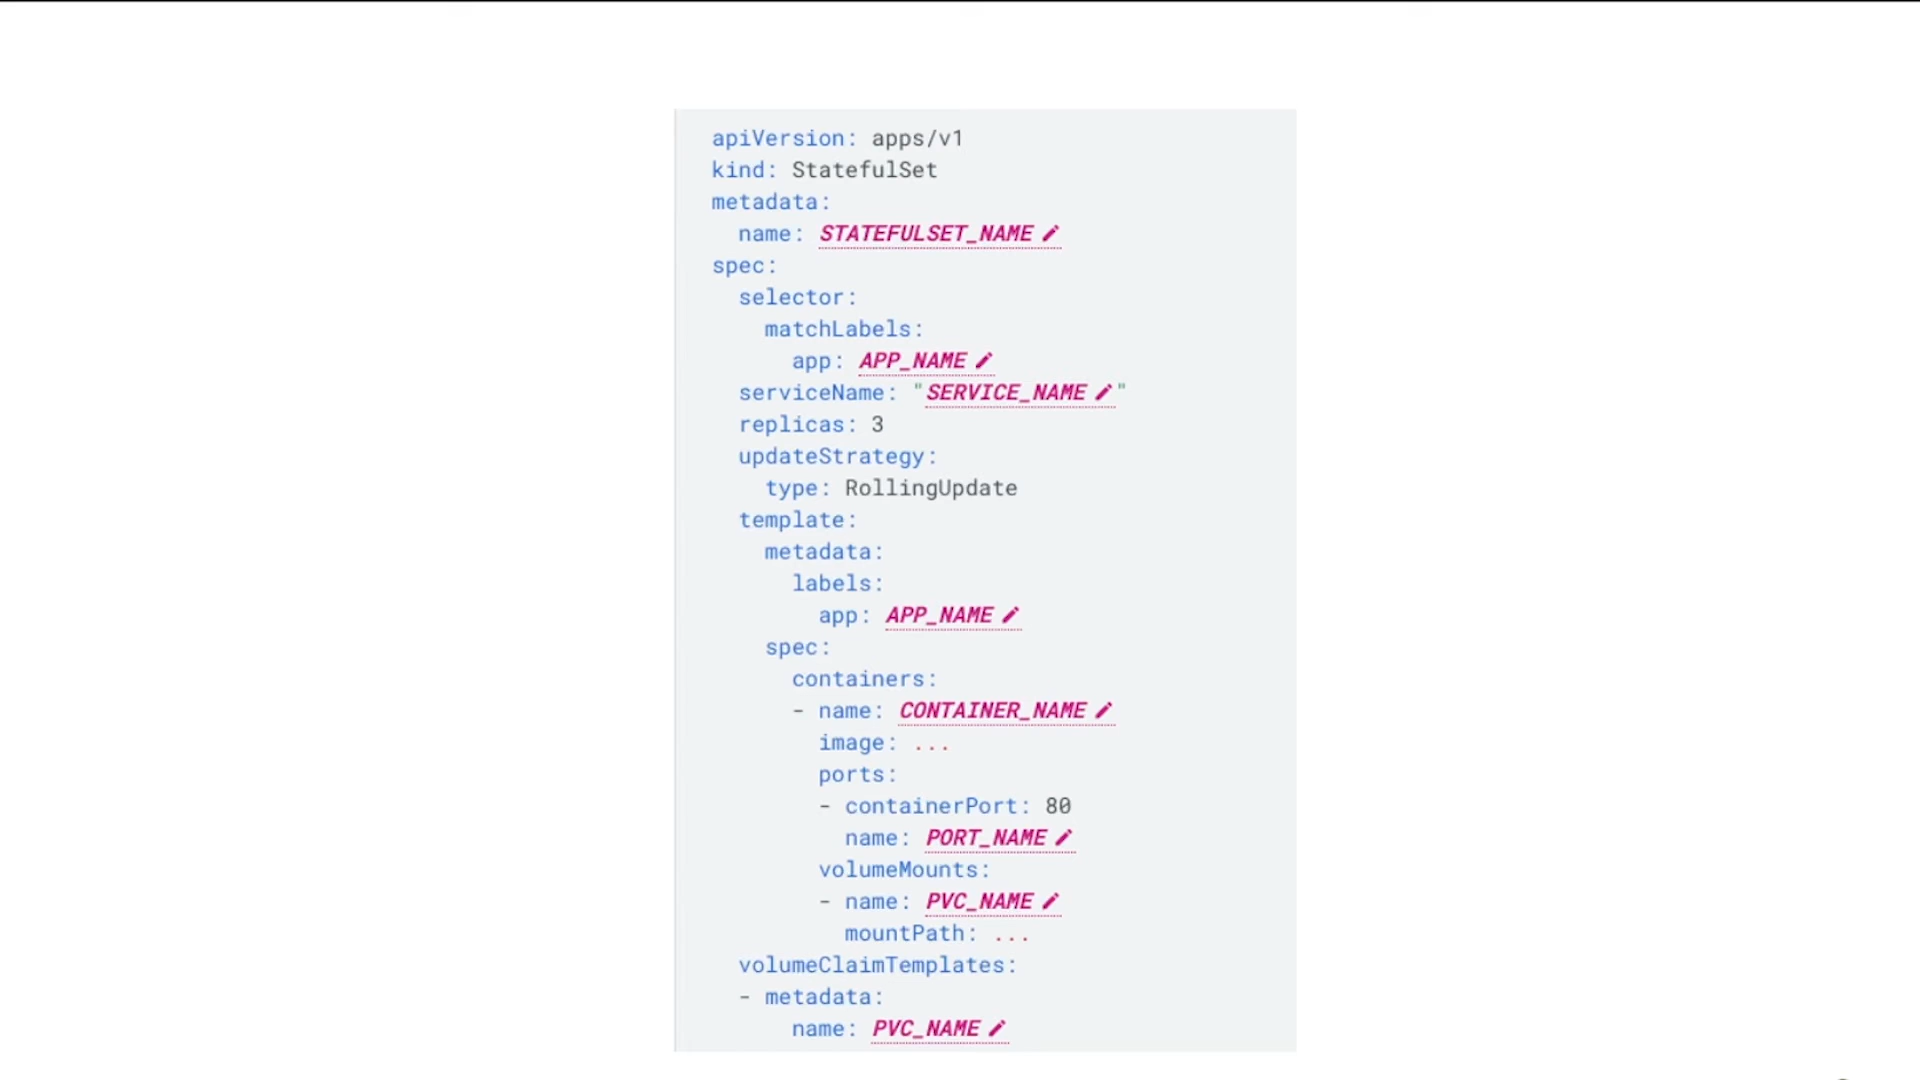 apiVersion: apps/v1
kind: StatefulSet
metadata:
  name: STATEFULSET_NAME
spec:
  selector:
    matchLabels:
      app: APP_NAME
  serviceName: "SERVICE_NAME"
  replicas: 3
  updateStrategy:
    type: RollingUpdate
  template:
    metadata:
      labels:
        app: APP_NAME
    spec:
      containers:
      - name: CONTAINER_NAME
        image: ...
        ports:
        - containerPort: 80
          name: PORT_NAME
        volumeMounts:
        - name: PVC_NAME
          mountPath: ...
  volumeClaimTemplates:
  - metadata:
      name: PVC_NAME